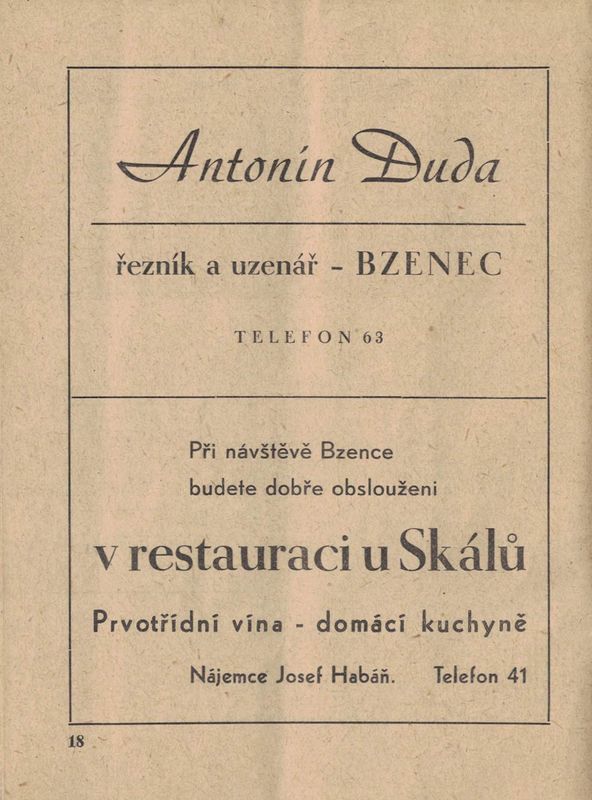 Antonín Duda
řezník a uzenář - BZENEC
TELEFON 63
Při návštěvě Bzence
budete dobře obslouženi
v restauraci u Skálů
Prvotřídní vína - domácí kuchyně
Nájemce Josef Habáň. Telefon 41
18